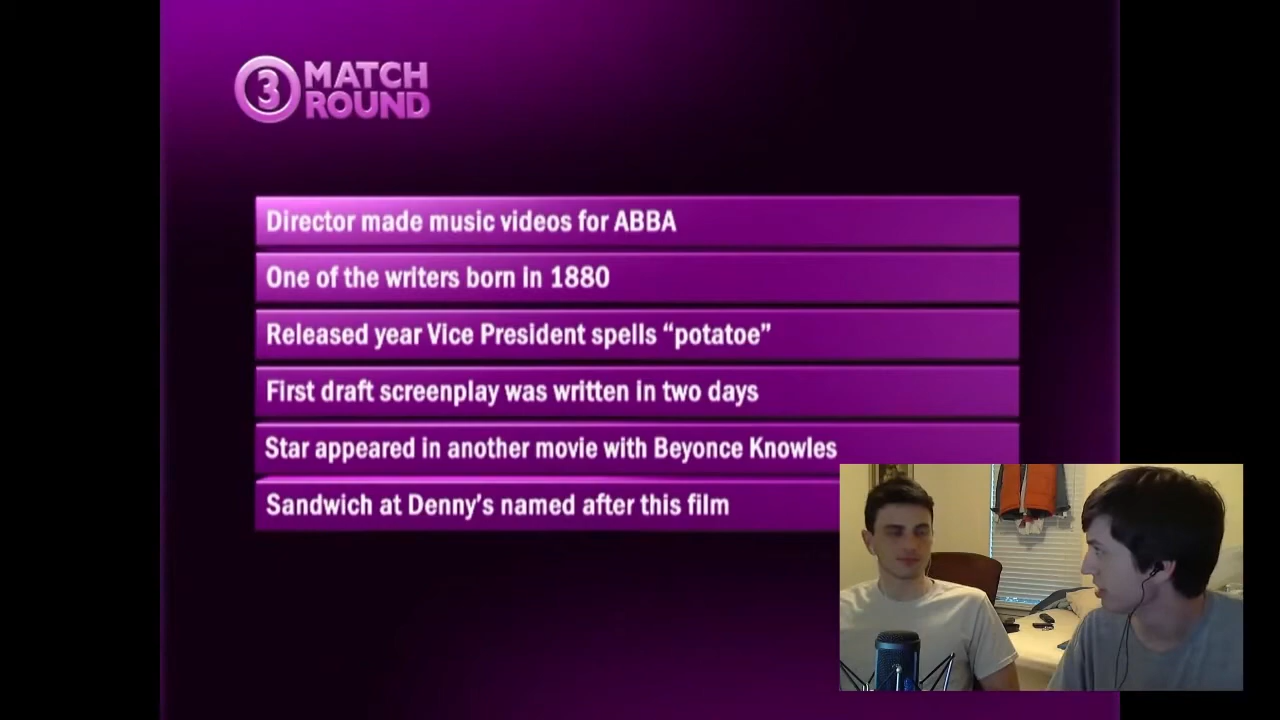 3 MATCH
ROUND
Director made music videos for ABBA
One of the writers born in 1880
Released year Vice President spells “potatoe”
First draft screenplay was written in two days
Star appeared in another movie with Beyonce Knowles
Sandwich at Denny’s named after this film